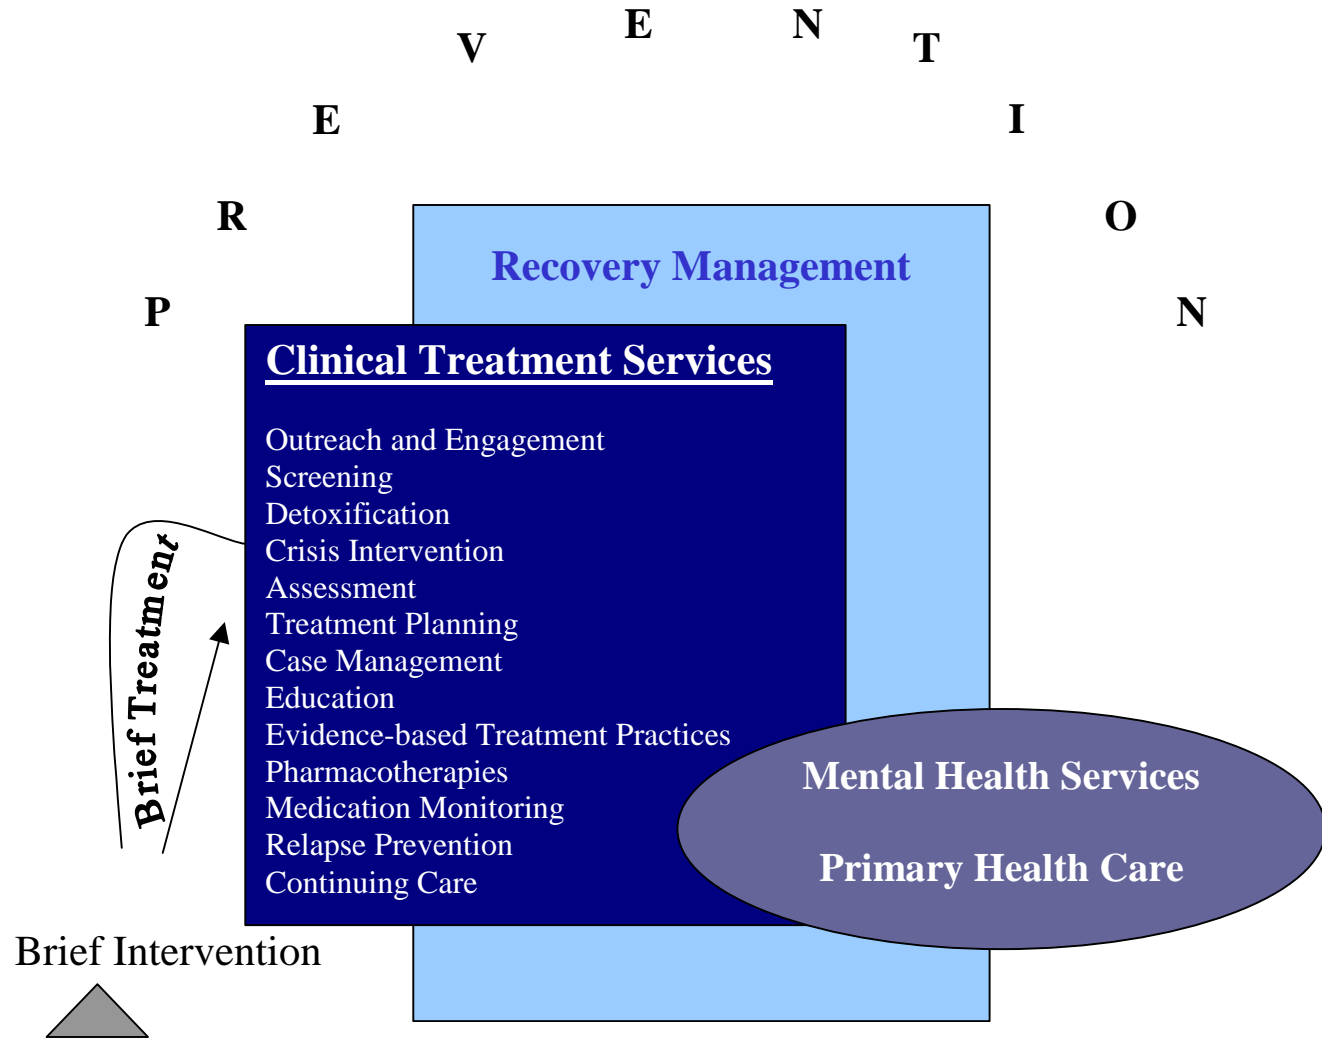 PREVENTION
Recovery Management
Clinical Treatment Services
Outreach and Engagement
Screening
Detoxification
Crisis Intervention
Assessment
Treatment Planning
Case Management
Education
Evidence-based Treatment Practices
Pharmacotherapies
Medication Monitoring
Relapse Prevention
Continuing Care
Brief Treatment
Mental Health Services
Primary Health Care
Brief Intervention